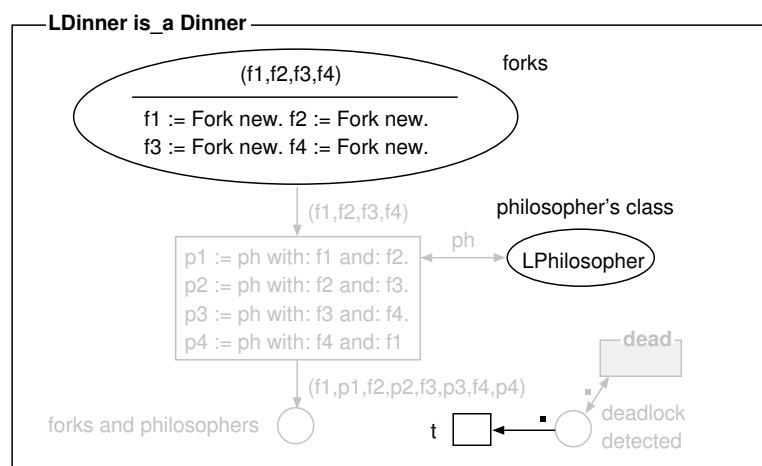 LDinner is_a Dinner
(f1,f2,f3,f4)
forks
f1 := Fork new. f2 := Fork new.
f3 := Fork new. f4 := Fork new.
(f1,f2,f3,f4)
philosopher's class
p1 := ph with: f1 and: f2.
ph
LPhilosopher
p2 := ph with: f2 and: f3.
p3 := ph with: f3 and: f4.
p4 := ph with: f4 and: f1
dead
(f1,p1,f2,p2,f3,p3,f4,p4)
forks and philosophers
t
deadlock
detected